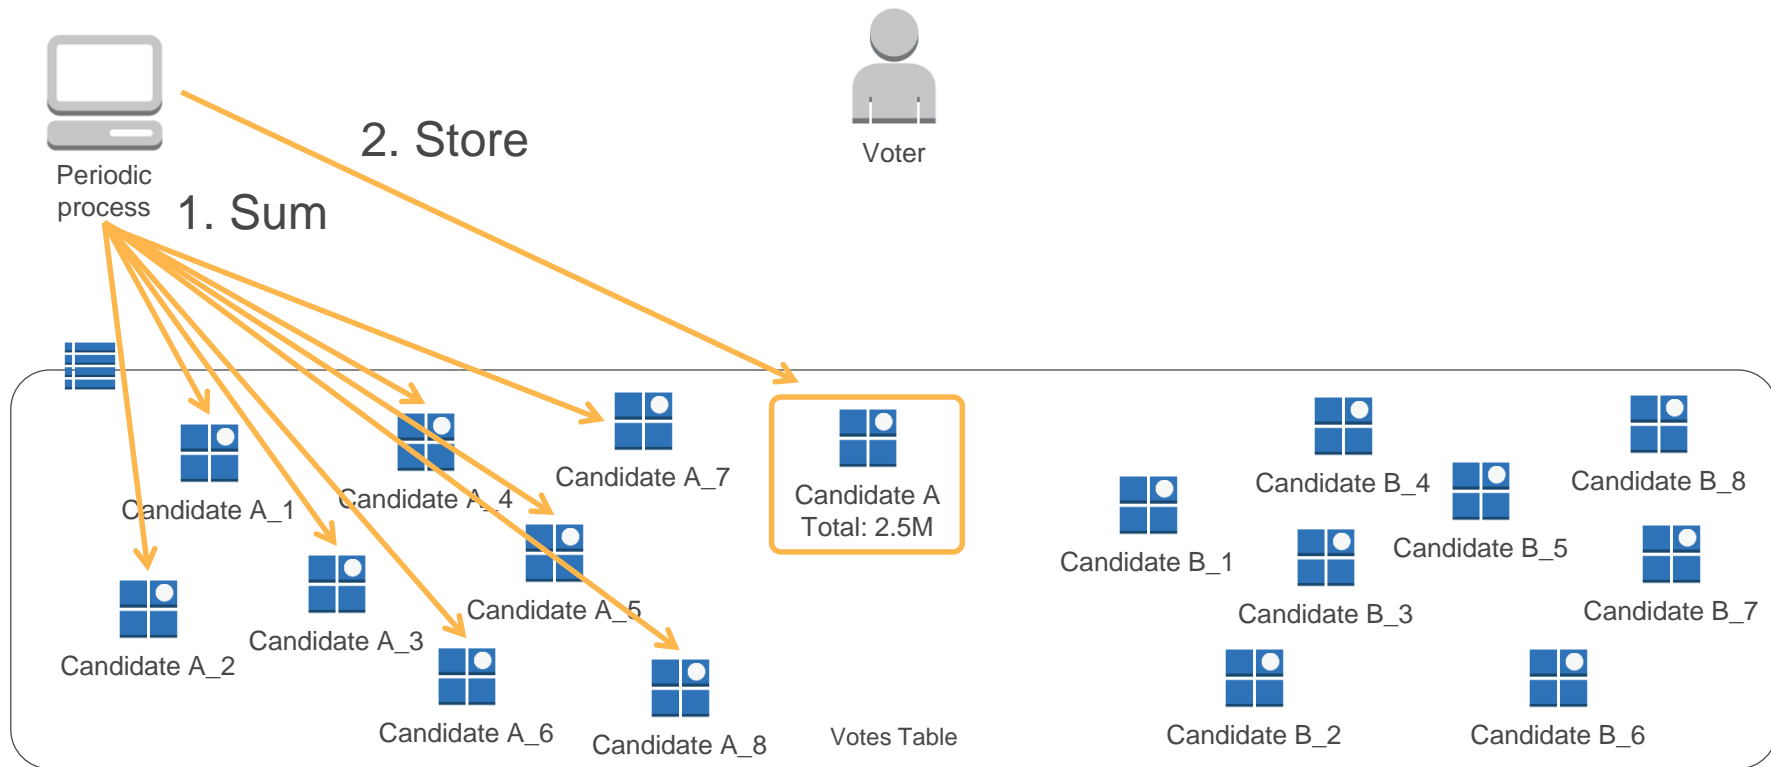 Voter
2. Store
Periodic
process
1. Sum
Candidate A_7
Candidate A_1
Candidate A_4
Candidate A
Total: 2.5M
Candidate B_4
Candidate B_8
Candidate B_1
Candidate B_5
Candidate A_2
Candidate A_3
Candidate A_5
Candidate B_3
Candidate B_7
Candidate A_6
Candidate A_8
Votes Table
Candidate B_2
Candidate B_6